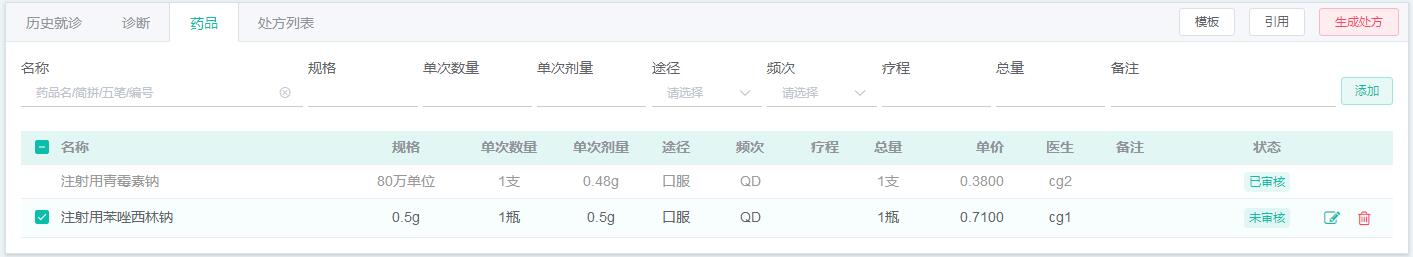 历史就诊 诊断 药品 处方列表 模板 引用 生成处方
名称 规格 单次数量 单次剂量 途径 频次 疗程 总量 备注
药品名/简拼/五笔/编号 请选择 请选择 添加
名称 规格 单次数量 单次剂量 途径 频次 疗程 总量 单价 医生 备注 状态
注射用青霉素钠 80万单位 1支 0.48g 口服 QD 1支 0.3800 cg2 已审核
注射用苯唑西林钠 0.5g 1瓶 0.5g 口服 QD 1瓶 0.7100 cg1 未审核